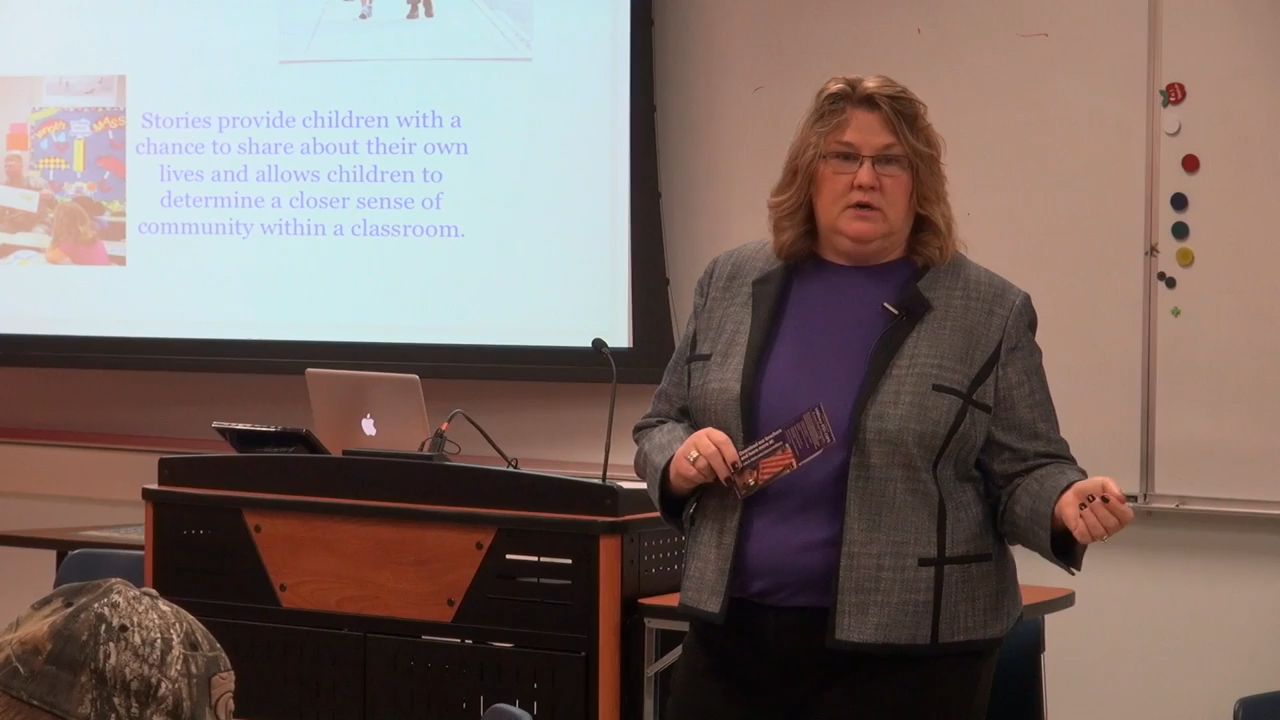 Stories provide children with a
chance to share about their own
lives and allows children to
determine a closer sense of
community within a classroom.